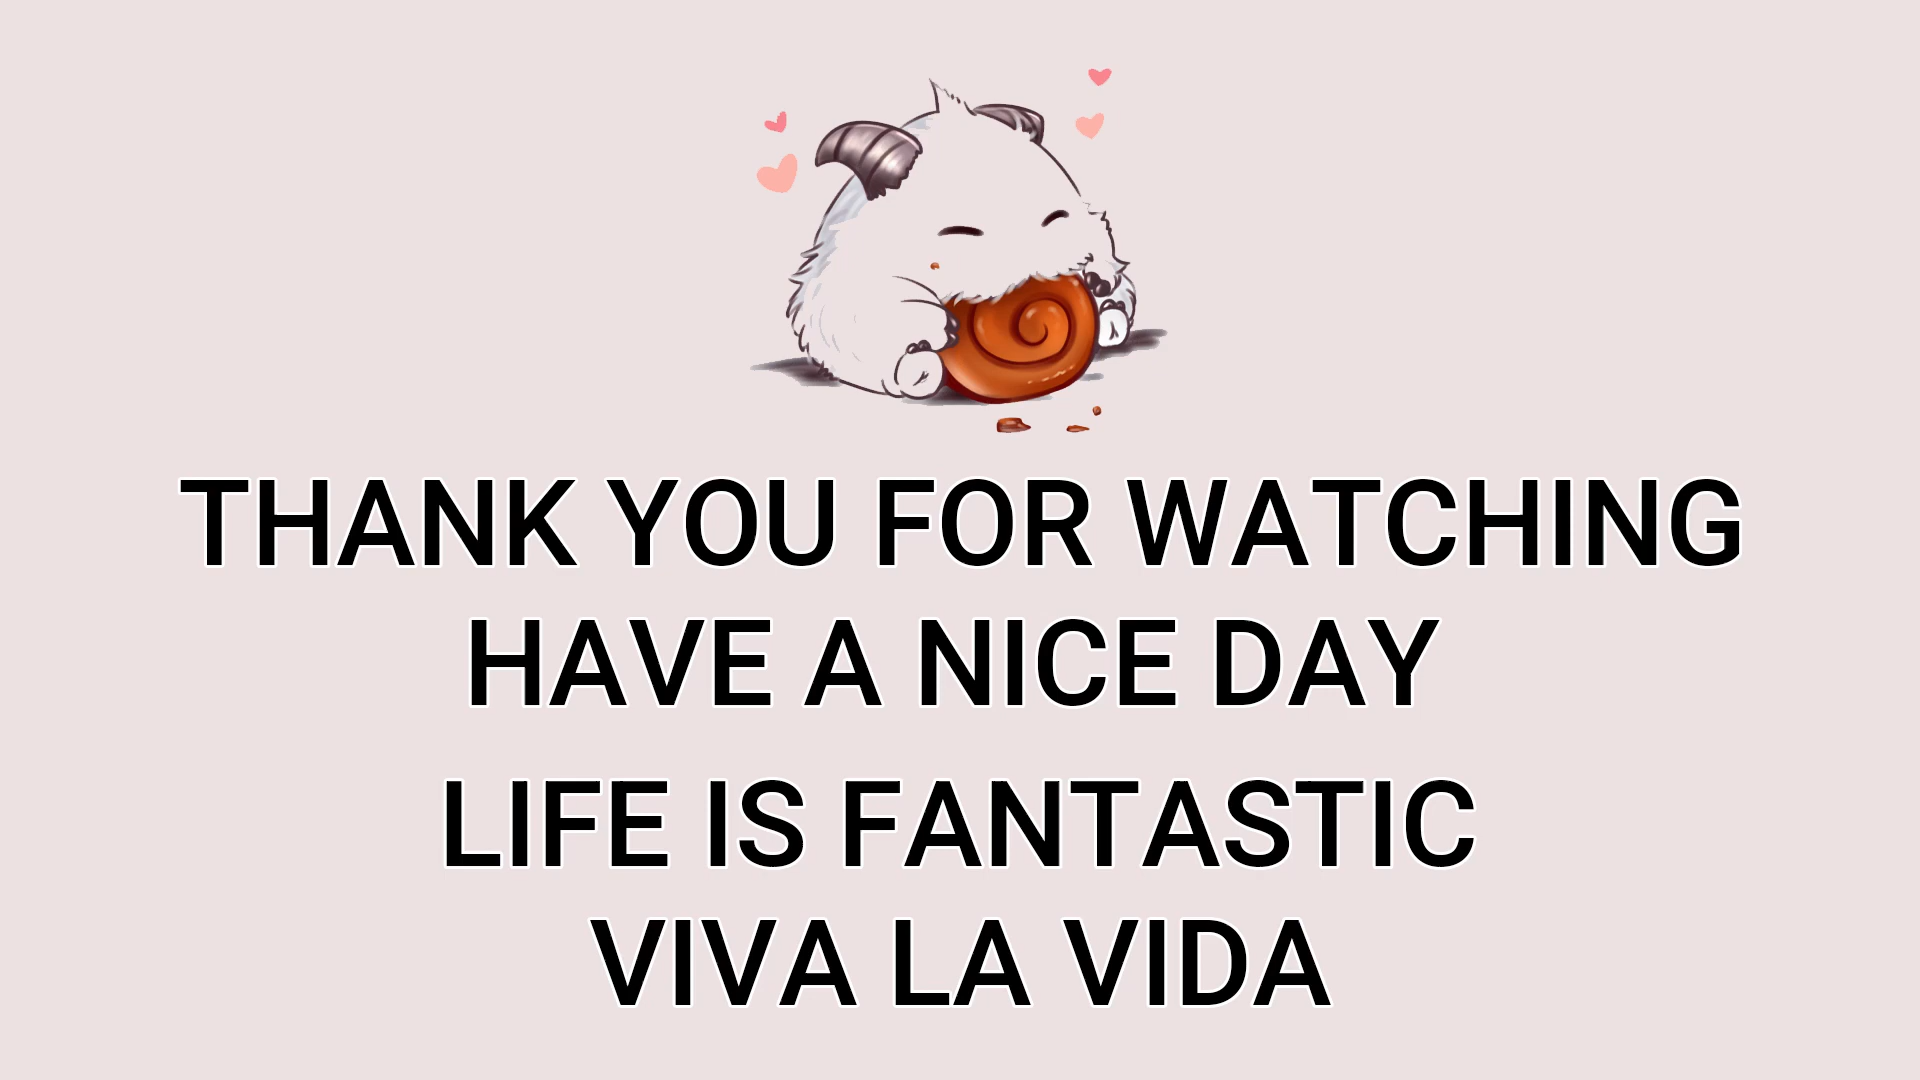 THANK YOU FOR WATCHING
HAVE A NICE DAY
LIFE IS FANTASTIC
VIVA LA VIDA